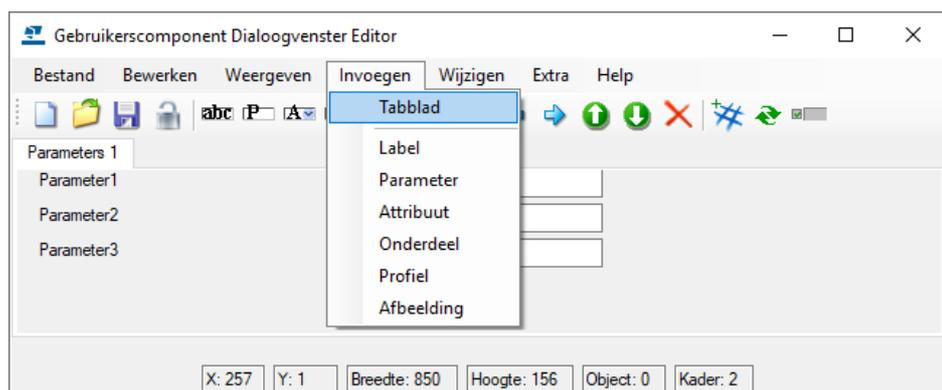 Gebruikerscomponent Dialoogvenster Editor
Bestand Bewerken Weergeven Invoegen Wijzigen Extra Help
abc P A
Tabblad
Parameters 1
Label
Parameter1
Parameter
Parameter2
Attribuut
Onderdeel
Parameter3
Profiel
Afbeelding
X: 257 Y: 1 Breedte: 850 Hoogte: 156 Object: 0 Kader: 2